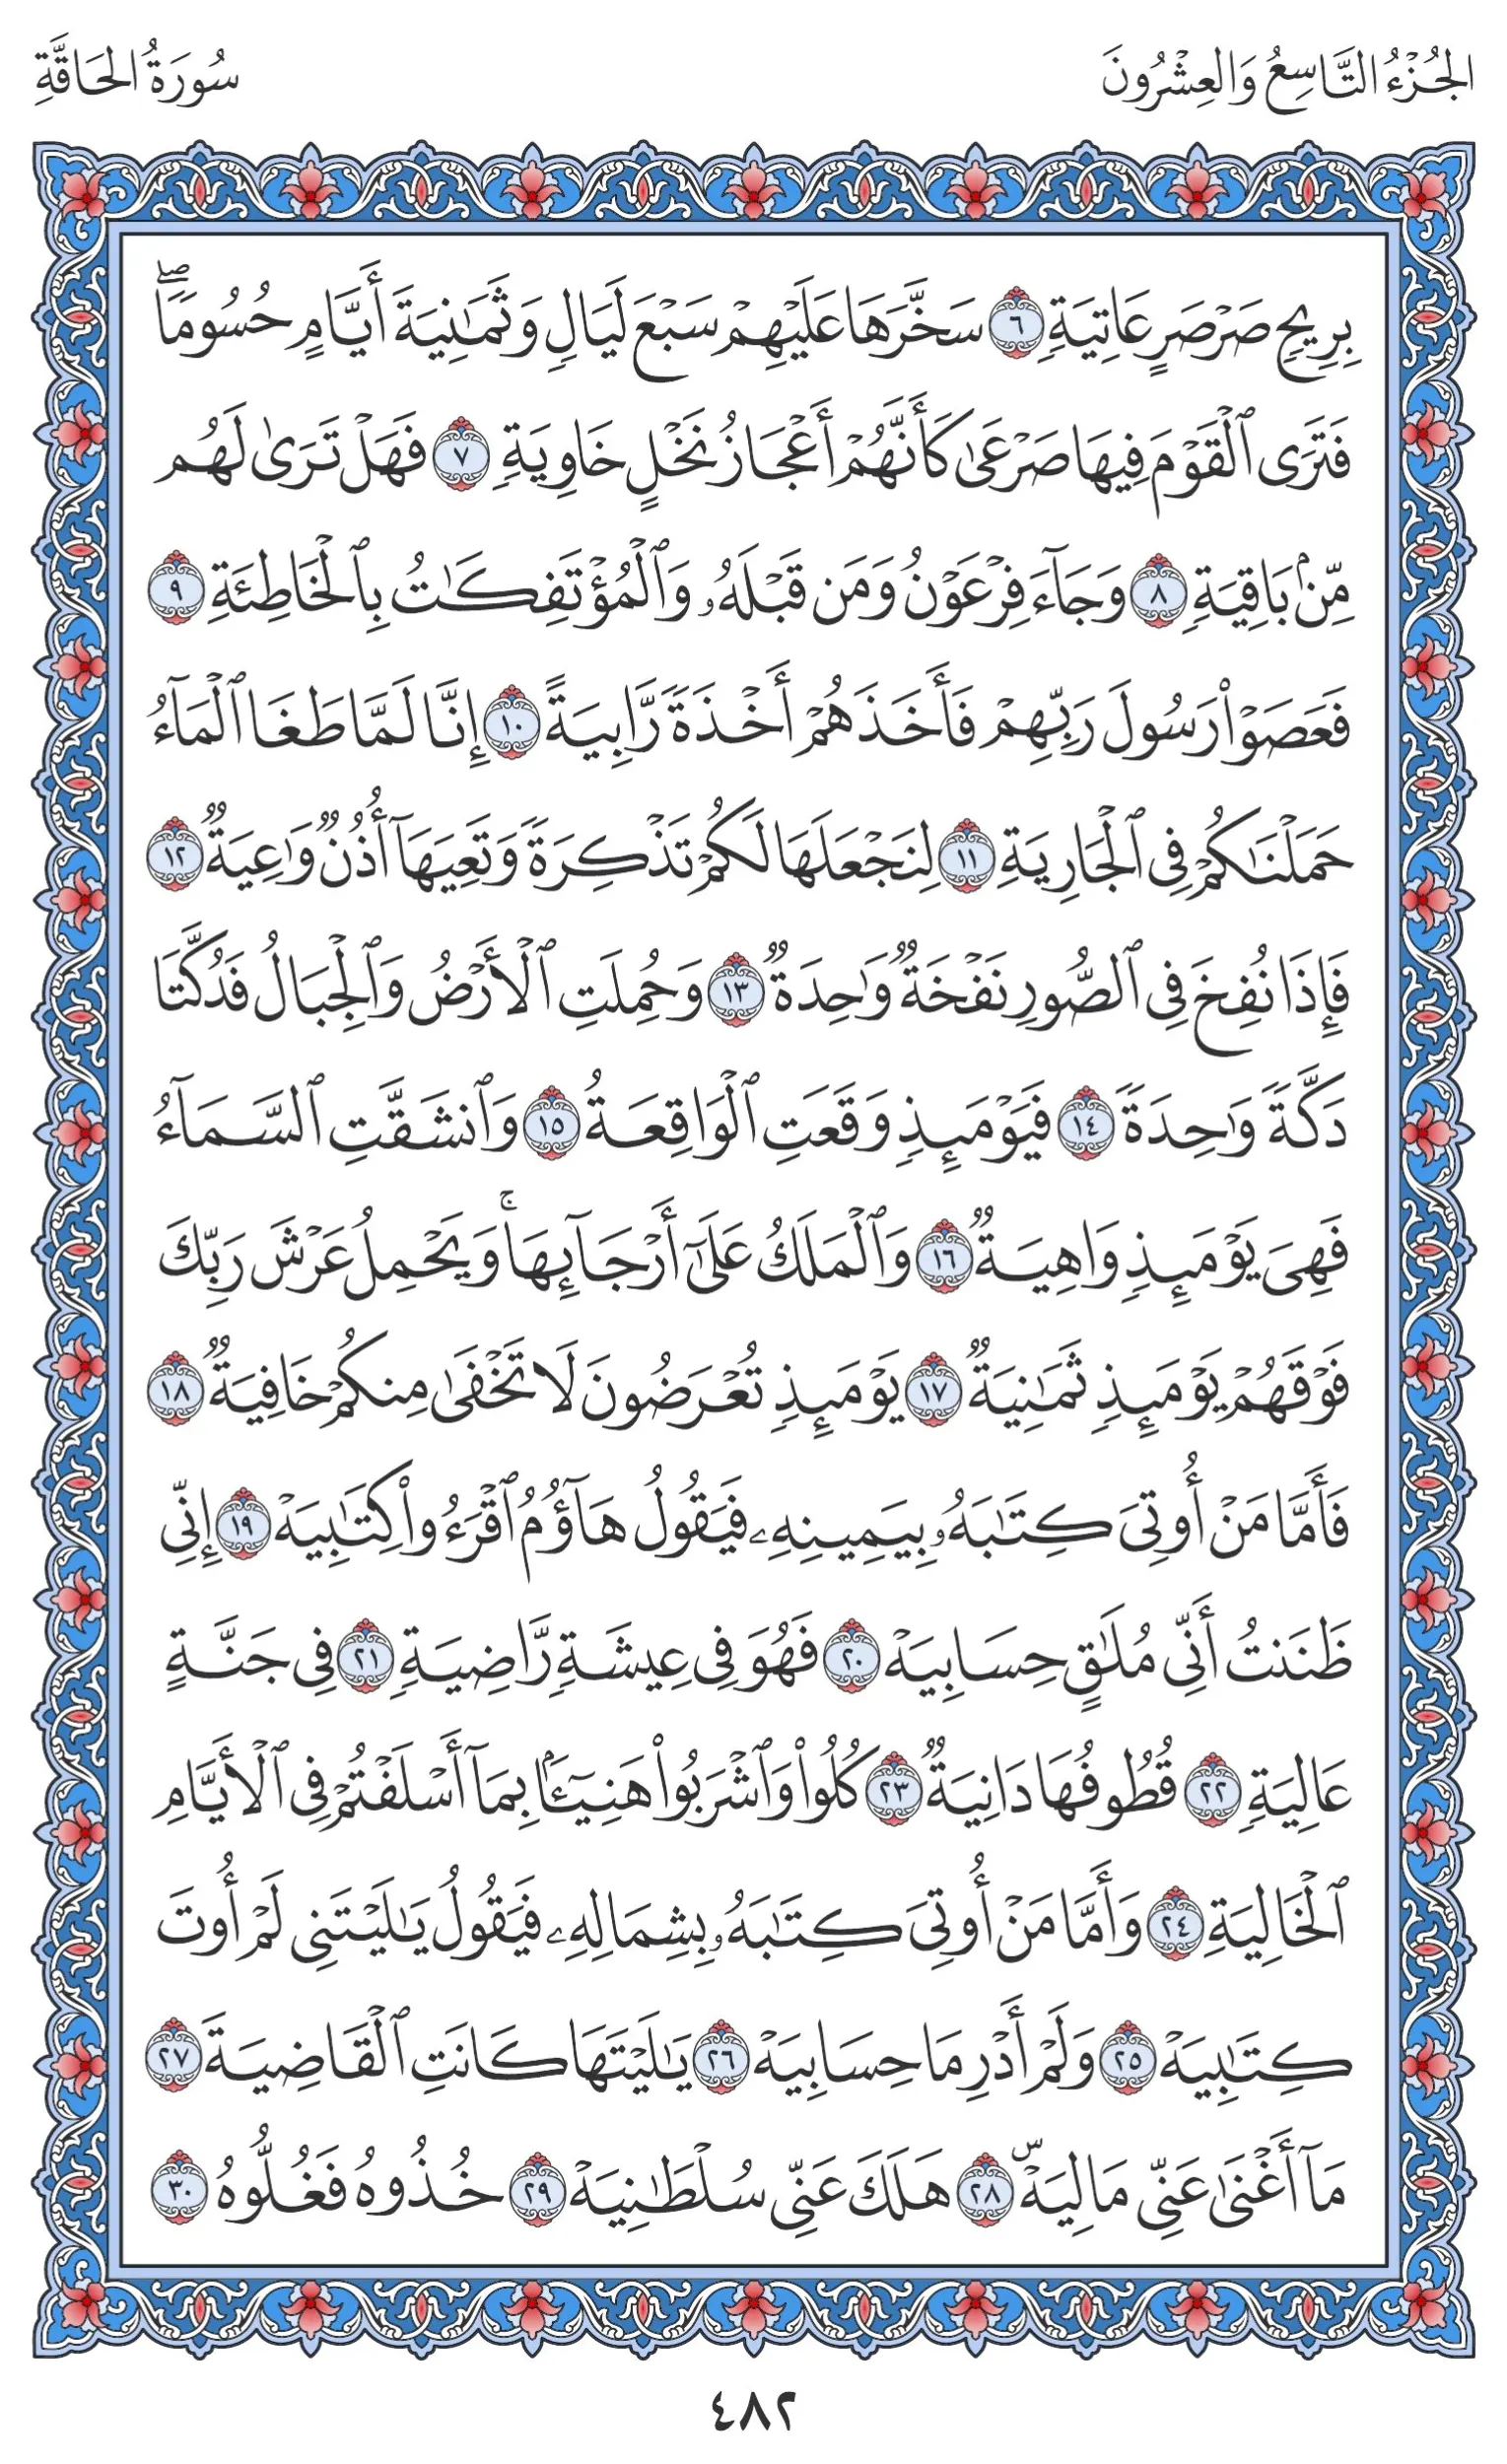 الجُزْءُ التَّاسِعُ وَالعِشْرُونَ
سُورَةُ الحَاقَّةِ
بِرِيحٖ صَرۡصَرٍ عَاتِيَةٖ ٦ سَخَّرَهَا عَلَيۡهِمۡ سَبۡعَ لَيَالٖ وَثَمَٰنِيَةَ أَيَّامٍ حُسُومٗاۖ
فَتَرَى ٱلۡقَوۡمَ فِيهَا صَرۡعَىٰ كَأَنَّهُمۡ أَعۡجَازُ نَخۡلٍ خَاوِيَةٖ ٧ فَهَلۡ تَرَىٰ لَهُم
مِّنۢ بَاقِيَةٖ ٨ وَجَآءَ فِرۡعَوۡنُ وَمَن قَبۡلَهُۥ وَٱلۡمُؤۡتَفِكَٰتُ بِٱلۡخَاطِئَةِ ٩
فَعَصَوۡاْ رَسُولَ رَبِّهِمۡ فَأَخَذَهُمۡ أَخۡذَةٗ رَّابِيَةً ١٠ إِنَّا لَمَّا طَغَا ٱلۡمَآءُ
حَمَلۡنَٰكُمۡ فِي ٱلۡجَارِيَةِ ١١ لِنَجۡعَلَهَا لَكُمۡ تَذۡكِرَةٗ وَتَعِيَهَآ أُذُنٞ وَٰعِيَةٞ ١٢
فَإِذَا نُفِخَ فِي ٱلصُّورِ نَفۡخَةٞ وَٰحِدَةٞ ١٣ وَحُمِلَتِ ٱلۡأَرۡضُ وَٱلۡجِبَالُ فَدُكَّتَا
دَكَّةٗ وَٰحِدَةٗ ١٤ فَيَوۡمَئِذٖ وَقَعَتِ ٱلۡوَاقِعَةُ ١٥ وَٱنشَقَّتِ ٱلسَّمَآءُ
فَهِيَ يَوۡمَئِذٖ وَاهِيَةٞ ١٦ وَٱلۡمَلَكُ عَلَىٰٓ أَرۡجَآئِهَاۚ وَيَحۡمِلُ عَرۡشَ رَبِّكَ
فَوۡقَهُمۡ يَوۡمَئِذٖ ثَمَٰنِيَةٞ ١٧ يَوۡمَئِذٖ تُعۡرَضُونَ لَا تَخۡفَىٰ مِنكُمۡ خَافِيَةٞ ١٨
فَأَمَّا مَنۡ أُوتِيَ كِتَٰبَهُۥ بِيَمِينِهِۦ فَيَقُولُ هَآؤُمُ ٱقۡرَءُواْ كِتَٰبِيَهۡ ١٩ إِنِّي
ظَنَنتُ أَنِّي مُلَٰقٍ حِسَابِيَهۡ ٢٠ فَهُوَ فِي عِيشَةٖ رَّاضِيَةٖ ٢١ فِي جَنَّةٍ
عَالِيَةٖ ٢٢ قُطُوفُهَا دَانِيَةٞ ٢٣ كُلُواْ وَٱشۡرَبُواْ هَنِيٓـَٔۢا بِمَآ أَسۡلَفۡتُمۡ فِي ٱلۡأَيَّامِ
ٱلۡخَالِيَةِ ٢٤ وَأَمَّا مَنۡ أُوتِيَ كِتَٰبَهُۥ بِشِمَالِهِۦ فَيَقُولُ يَٰلَيۡتَنِي لَمۡ أُوتَ
كِتَٰبِيَهۡ ٢٥ وَلَمۡ أَدۡرِ مَا حِسَابِيَهۡ ٢٦ يَٰلَيۡتَهَا كَانَتِ ٱلۡقَاضِيَةَ ٢٧
مَآ أَغۡنَىٰ عَنِّي مَالِيَهۡۜ ٢٨ هَلَكَ عَنِّي سُلۡطَٰنِيَهۡ ٢٩ خُذُوهُ فَغُلُّوهُ ٣٠
٤٨٢